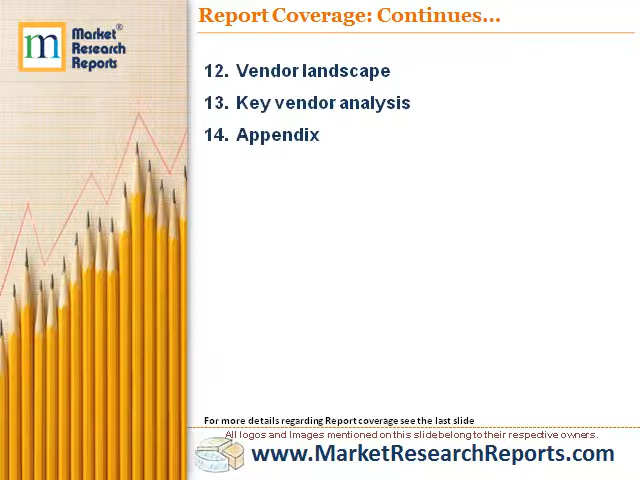 Report Coverage: Continues...
m
Market®
Research
Reports
12. Vendor landscape
13. Key vendor analysis
14. Appendix
For more details regarding Report coverage see the last slide
All logos and Images mentioned on this slide belong to their respective owners.
www.MarketResearchReports.com